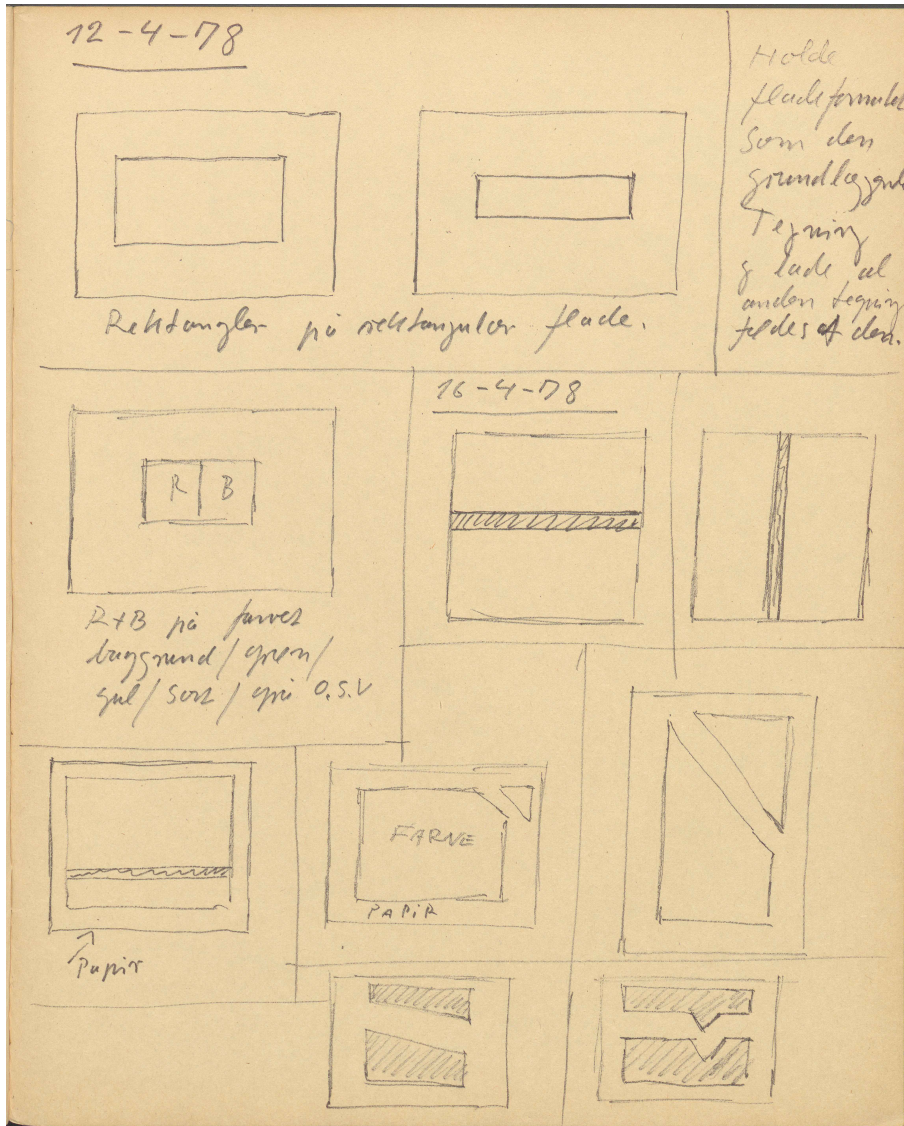 12-4-78
Holde
fladeformatet
som den
grundlæggende
Tegning
og lade al
anden tegning
af den.
Rektangler på rektangulær flade.
16-4-78
R B
R+B på farvet
baggrund/grøn/
gul/sort/grå O.S.V
FARVE
PAPIR
Papir